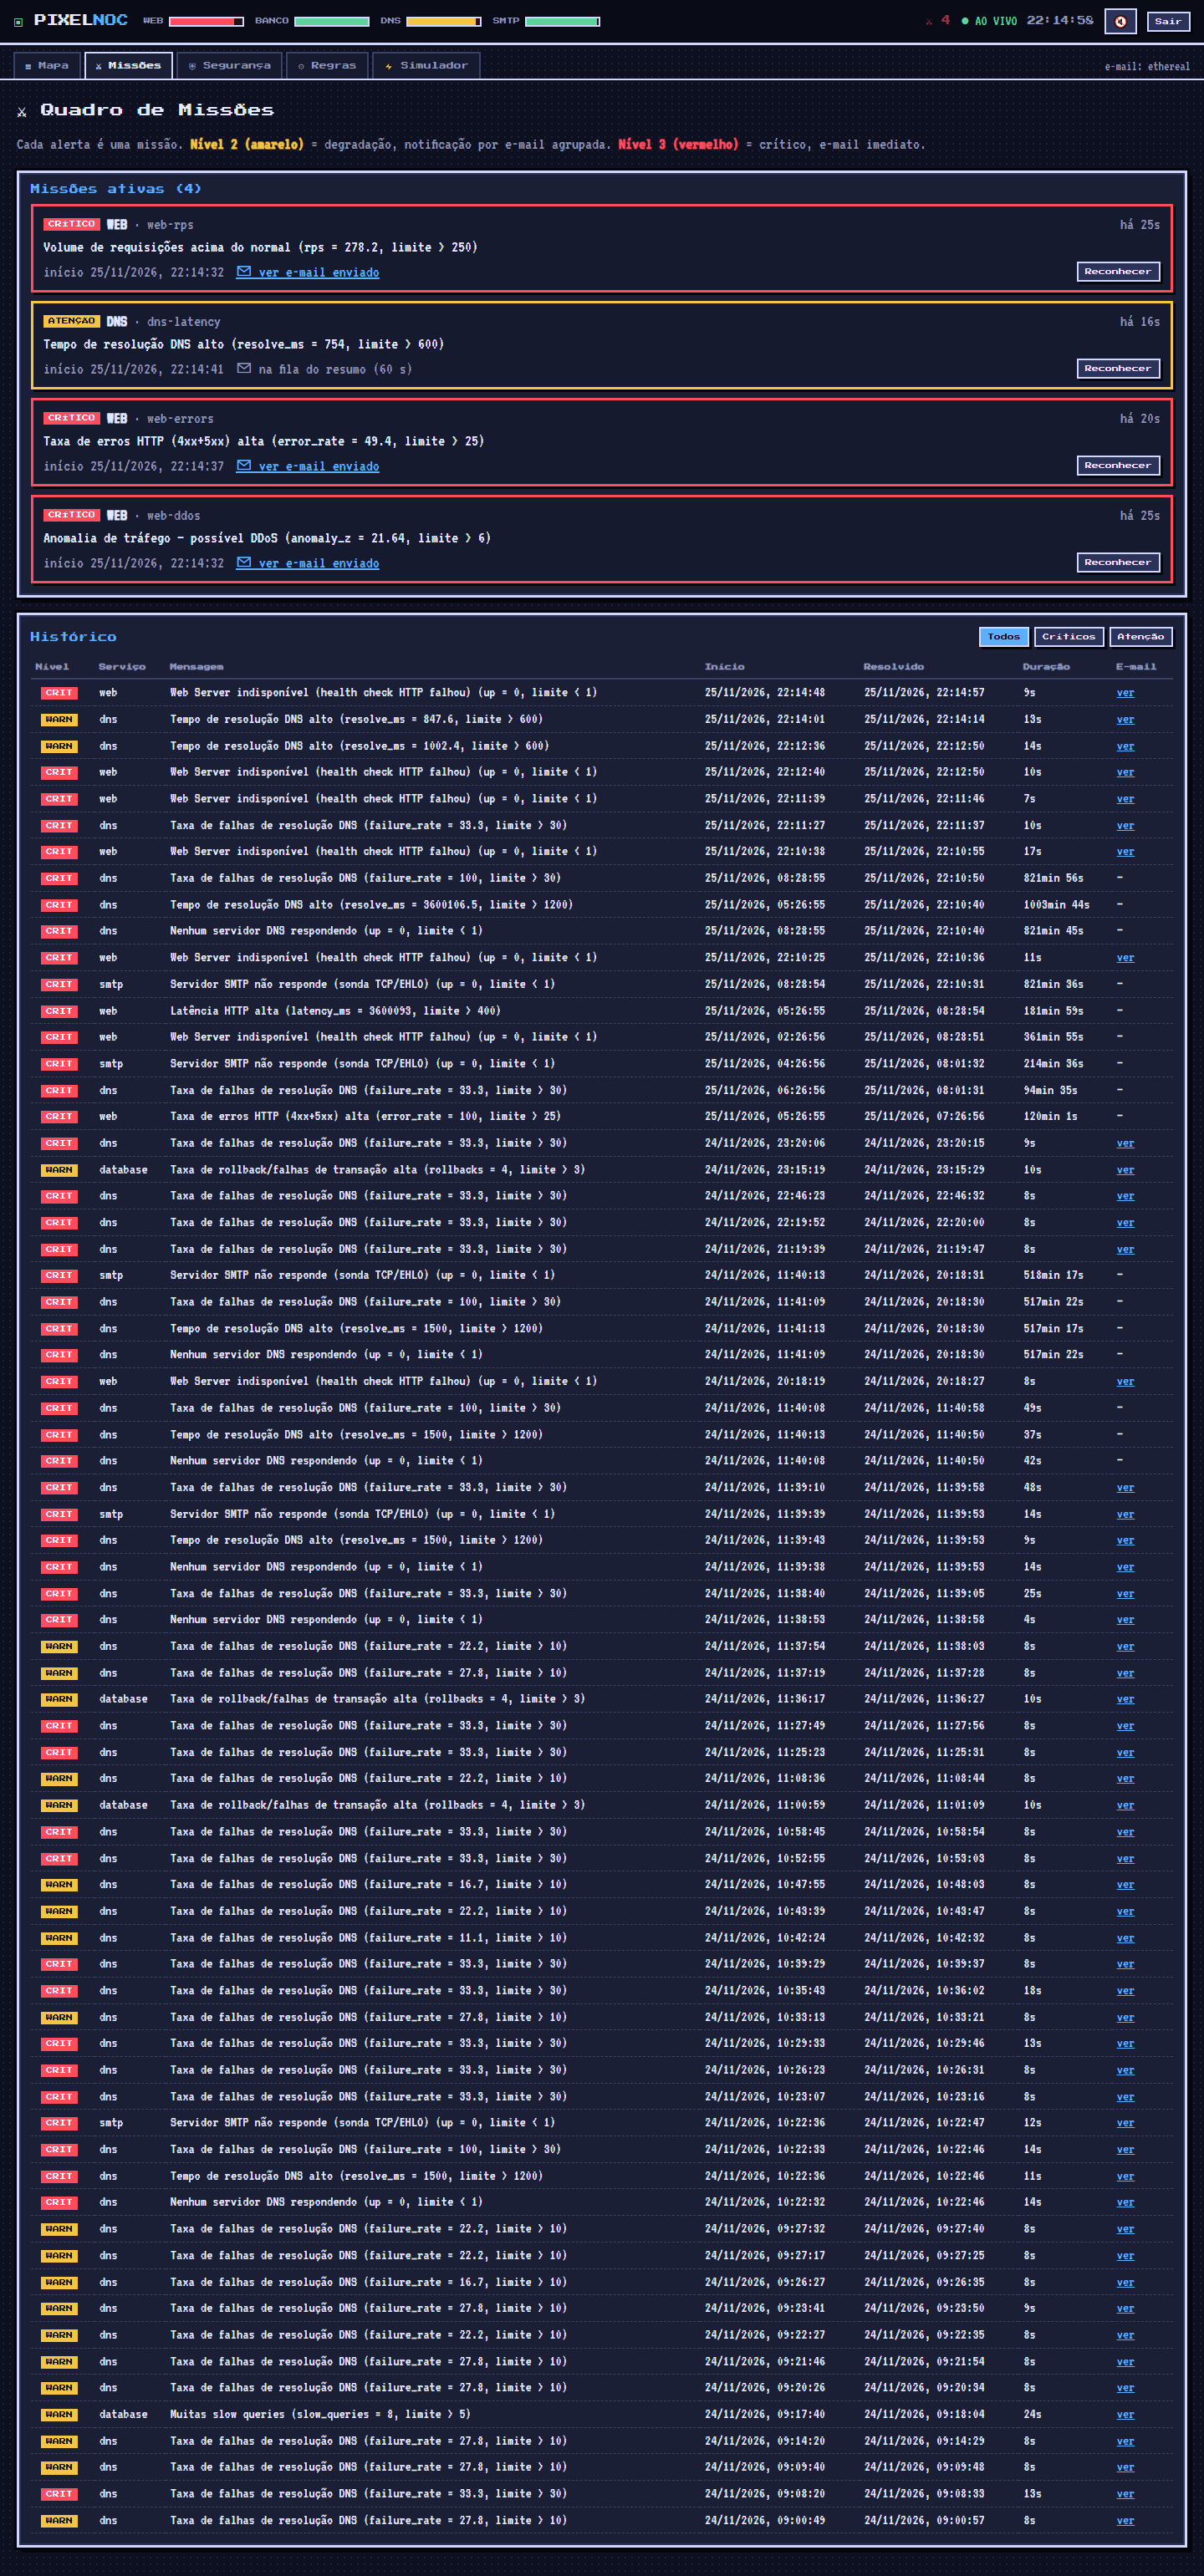 PIXELNOC WEB BANCO DNS SMTP 4 AO VIVO 22:14:58 Sair
Mapa Missões Segurança Regras Simulador e-mail: ethereal
Quadro de Missões
Cada alerta é uma missão. Nível 2 (amarelo) = degradação, notificação por e-mail agrupada. Nível 3 (vermelho) = crítico, e-mail imediato.
Missões ativas (4)
CRÍTICO WEB · web-rps há 25s
Volume de requisições acima do normal (rps = 278.2, limite > 250)
início 25/11/2026, 22:14:32 ver e-mail enviado Reconhecer
ATENÇÃO DNS · dns-latency há 16s
Tempo de resolução DNS alto (resolve_ms = 754, limite > 600)
início 25/11/2026, 22:14:41 na fila do resumo (60 s) Reconhecer
CRÍTICO WEB · web-errors há 20s
Taxa de erros HTTP (4xx+5xx) alta (error_rate = 49.4, limite > 25)
início 25/11/2026, 22:14:37 ver e-mail enviado Reconhecer
CRÍTICO WEB · web-ddos há 25s
Anomalia de tráfego — possível DDoS (anomaly_z = 21.64, limite > 6)
início 25/11/2026, 22:14:32 ver e-mail enviado Reconhecer
Histórico Todos Críticos Atenção
Nível Serviço Mensagem Início Resolvido Duração E-mail
CRIT web Web Server indisponível (health check HTTP falhou) (up = 0, limite < 1) 25/11/2026, 22:14:48 25/11/2026, 22:14:57 9s ver
WARN dns Tempo de resolução DNS alto (resolve_ms = 847.6, limite > 600) 25/11/2026, 22:14:01 25/11/2026, 22:14:14 13s ver
WARN dns Tempo de resolução DNS alto (resolve_ms = 1002.4, limite > 600) 25/11/2026, 22:12:36 25/11/2026, 22:12:50 14s ver
CRIT web Web Server indisponível (health check HTTP falhou) (up = 0, limite < 1) 25/11/2026, 22:12:40 25/11/2026, 22:12:50 10s ver
CRIT web Web Server indisponível (health check HTTP falhou) (up = 0, limite < 1) 25/11/2026, 22:11:39 25/11/2026, 22:11:46 7s ver
CRIT dns Taxa de falhas de resolução DNS (failure_rate = 33.3, limite > 30) 25/11/2026, 22:11:27 25/11/2026, 22:11:37 10s ver
CRIT web Web Server indisponível (health check HTTP falhou) (up = 0, limite < 1) 25/11/2026, 22:10:38 25/11/2026, 22:10:55 17s ver
CRIT dns Taxa de falhas de resolução DNS (failure_rate = 100, limite > 30) 25/11/2026, 08:28:55 25/11/2026, 22:10:50 821min 56s —
CRIT dns Tempo de resolução DNS alto (resolve_ms = 3600106.5, limite > 1200) 25/11/2026, 05:26:55 25/11/2026, 22:10:40 1003min 44s —
CRIT dns Nenhum servidor DNS respondendo (up = 0, limite < 1) 25/11/2026, 08:28:55 25/11/2026, 22:10:40 821min 45s —
CRIT web Web Server indisponível (health check HTTP falhou) (up = 0, limite < 1) 25/11/2026, 22:10:25 25/11/2026, 22:10:36 11s ver
CRIT smtp Servidor SMTP não responde (sonda TCP/EHLO) (up = 0, limite < 1) 25/11/2026, 08:28:54 25/11/2026, 22:10:31 821min 36s —
CRIT web Latência HTTP alta (latency_ms = 3600093, limite > 400) 25/11/2026, 05:26:55 25/11/2026, 08:28:54 181min 59s —
CRIT web Web Server indisponível (health check HTTP falhou) (up = 0, limite < 1) 25/11/2026, 02:26:56 25/11/2026, 08:28:51 361min 55s —
CRIT smtp Servidor SMTP não responde (sonda TCP/EHLO) (up = 0, limite < 1) 25/11/2026, 04:26:56 25/11/2026, 08:01:32 214min 36s —
CRIT dns Taxa de falhas de resolução DNS (failure_rate = 33.3, limite > 30) 25/11/2026, 06:26:56 25/11/2026, 08:01:31 94min 35s —
CRIT web Taxa de erros HTTP (4xx+5xx) alta (error_rate = 100, limite > 25) 25/11/2026, 05:26:55 25/11/2026, 07:26:56 120min 1s —
CRIT dns Taxa de falhas de resolução DNS (failure_rate = 33.3, limite > 30) 24/11/2026, 23:20:06 24/11/2026, 23:20:15 9s ver
WARN database Taxa de rollback/falhas de transação alta (rollbacks = 4, limite > 3) 24/11/2026, 23:15:19 24/11/2026, 23:15:29 10s ver
CRIT dns Taxa de falhas de resolução DNS (failure_rate = 33.3, limite > 30) 24/11/2026, 22:46:23 24/11/2026, 22:46:32 8s ver
CRIT dns Taxa de falhas de resolução DNS (failure_rate = 33.3, limite > 30) 24/11/2026, 22:19:52 24/11/2026, 22:20:00 8s ver
CRIT dns Taxa de falhas de resolução DNS (failure_rate = 33.3, limite > 30) 24/11/2026, 21:19:39 24/11/2026, 21:19:47 8s ver
CRIT smtp Servidor SMTP não responde (sonda TCP/EHLO) (up = 0, limite < 1) 24/11/2026, 11:40:13 24/11/2026, 20:18:31 518min 17s —
CRIT dns Taxa de falhas de resolução DNS (failure_rate = 100, limite > 30) 24/11/2026, 11:41:09 24/11/2026, 20:18:30 517min 22s —
CRIT dns Tempo de resolução DNS alto (resolve_ms = 1500, limite > 1200) 24/11/2026, 11:41:13 24/11/2026, 20:18:30 517min 17s —
CRIT dns Nenhum servidor DNS respondendo (up = 0, limite < 1) 24/11/2026, 11:41:09 24/11/2026, 20:18:30 517min 22s —
CRIT web Web Server indisponível (health check HTTP falhou) (up = 0, limite < 1) 24/11/2026, 20:18:19 24/11/2026, 20:18:27 8s ver
CRIT dns Taxa de falhas de resolução DNS (failure_rate = 100, limite > 30) 24/11/2026, 11:40:08 24/11/2026, 11:40:58 49s —
CRIT dns Tempo de resolução DNS alto (resolve_ms = 1500, limite > 1200) 24/11/2026, 11:40:13 24/11/2026, 11:40:50 37s —
CRIT dns Nenhum servidor DNS respondendo (up = 0, limite < 1) 24/11/2026, 11:40:08 24/11/2026, 11:40:50 42s —
CRIT dns Taxa de falhas de resolução DNS (failure_rate = 33.3, limite > 30) 24/11/2026, 11:39:10 24/11/2026, 11:39:58 48s ver
CRIT smtp Servidor SMTP não responde (sonda TCP/EHLO) (up = 0, limite < 1) 24/11/2026, 11:39:39 24/11/2026, 11:39:53 14s ver
CRIT dns Tempo de resolução DNS alto (resolve_ms = 1500, limite > 1200) 24/11/2026, 11:39:43 24/11/2026, 11:39:53 9s ver
CRIT dns Nenhum servidor DNS respondendo (up = 0, limite < 1) 24/11/2026, 11:39:38 24/11/2026, 11:39:53 14s ver
CRIT dns Taxa de falhas de resolução DNS (failure_rate = 33.3, limite > 30) 24/11/2026, 11:38:40 24/11/2026, 11:39:05 25s ver
CRIT dns Nenhum servidor DNS respondendo (up = 0, limite < 1) 24/11/2026, 11:38:53 24/11/2026, 11:38:58 4s ver
WARN dns Taxa de falhas de resolução DNS (failure_rate = 22.2, limite > 10) 24/11/2026, 11:37:54 24/11/2026, 11:38:03 8s ver
WARN dns Taxa de falhas de resolução DNS (failure_rate = 27.8, limite > 10) 24/11/2026, 11:37:19 24/11/2026, 11:37:28 8s ver
WARN database Taxa de rollback/falhas de transação alta (rollbacks = 4, limite > 3) 24/11/2026, 11:36:17 24/11/2026, 11:36:27 10s ver
CRIT dns Taxa de falhas de resolução DNS (failure_rate = 33.3, limite > 30) 24/11/2026, 11:27:49 24/11/2026, 11:27:56 8s ver
CRIT dns Taxa de falhas de resolução DNS (failure_rate = 33.3, limite > 30) 24/11/2026, 11:25:23 24/11/2026, 11:25:31 8s ver
WARN dns Taxa de falhas de resolução DNS (failure_rate = 22.2, limite > 10) 24/11/2026, 11:08:36 24/11/2026, 11:08:44 8s ver
WARN database Taxa de rollback/falhas de transação alta (rollbacks = 4, limite > 3) 24/11/2026, 11:00:59 24/11/2026, 11:01:09 10s ver
CRIT dns Taxa de falhas de resolução DNS (failure_rate = 33.3, limite > 30) 24/11/2026, 10:58:45 24/11/2026, 10:58:54 8s ver
CRIT dns Taxa de falhas de resolução DNS (failure_rate = 33.3, limite > 30) 24/11/2026, 10:52:55 24/11/2026, 10:53:03 8s ver
WARN dns Taxa de falhas de resolução DNS (failure_rate = 16.7, limite > 10) 24/11/2026, 10:47:55 24/11/2026, 10:48:03 8s ver
WARN dns Taxa de falhas de resolução DNS (failure_rate = 22.2, limite > 10) 24/11/2026, 10:43:39 24/11/2026, 10:43:47 8s ver
WARN dns Taxa de falhas de resolução DNS (failure_rate = 11.1, limite > 10) 24/11/2026, 10:42:24 24/11/2026, 10:42:32 8s ver
CRIT dns Taxa de falhas de resolução DNS (failure_rate = 33.3, limite > 30) 24/11/2026, 10:39:29 24/11/2026, 10:39:37 8s ver
CRIT dns Taxa de falhas de resolução DNS (failure_rate = 33.3, limite > 30) 24/11/2026, 10:35:43 24/11/2026, 10:36:02 18s ver
WARN dns Taxa de falhas de resolução DNS (failure_rate = 27.8, limite > 10) 24/11/2026, 10:33:13 24/11/2026, 10:33:21 8s ver
CRIT dns Taxa de falhas de resolução DNS (failure_rate = 33.3, limite > 30) 24/11/2026, 10:29:33 24/11/2026, 10:29:46 13s ver
CRIT dns Taxa de falhas de resolução DNS (failure_rate = 33.3, limite > 30) 24/11/2026, 10:26:23 24/11/2026, 10:26:31 8s ver
CRIT dns Taxa de falhas de resolução DNS (failure_rate = 33.3, limite > 30) 24/11/2026, 10:23:07 24/11/2026, 10:23:16 8s ver
CRIT smtp Servidor SMTP não responde (sonda TCP/EHLO) (up = 0, limite < 1) 24/11/2026, 10:22:36 24/11/2026, 10:22:47 12s ver
CRIT dns Taxa de falhas de resolução DNS (failure_rate = 100, limite > 30) 24/11/2026, 10:22:33 24/11/2026, 10:22:46 14s ver
CRIT dns Tempo de resolução DNS alto (resolve_ms = 1500, limite > 1200) 24/11/2026, 10:22:36 24/11/2026, 10:22:46 11s ver
CRIT dns Nenhum servidor DNS respondendo (up = 0, limite < 1) 24/11/2026, 10:22:32 24/11/2026, 10:22:46 14s ver
WARN dns Taxa de falhas de resolução DNS (failure_rate = 22.2, limite > 10) 24/11/2026, 09:27:32 24/11/2026, 09:27:40 8s ver
WARN dns Taxa de falhas de resolução DNS (failure_rate = 22.2, limite > 10) 24/11/2026, 09:27:17 24/11/2026, 09:27:25 8s ver
WARN dns Taxa de falhas de resolução DNS (failure_rate = 16.7, limite > 10) 24/11/2026, 09:26:27 24/11/2026, 09:26:35 8s ver
WARN dns Taxa de falhas de resolução DNS (failure_rate = 27.8, limite > 10) 24/11/2026, 09:23:41 24/11/2026, 09:23:50 9s ver
WARN dns Taxa de falhas de resolução DNS (failure_rate = 22.2, limite > 10) 24/11/2026, 09:22:27 24/11/2026, 09:22:35 8s ver
WARN dns Taxa de falhas de resolução DNS (failure_rate = 27.8, limite > 10) 24/11/2026, 09:21:46 24/11/2026, 09:21:54 8s ver
WARN dns Taxa de falhas de resolução DNS (failure_rate = 27.8, limite > 10) 24/11/2026, 09:20:26 24/11/2026, 09:20:34 8s ver
WARN database Muitas slow queries (slow_queries = 8, limite > 5) 24/11/2026, 09:17:40 24/11/2026, 09:18:04 24s ver
WARN dns Taxa de falhas de resolução DNS (failure_rate = 27.8, limite > 10) 24/11/2026, 09:14:20 24/11/2026, 09:14:29 8s ver
WARN dns Taxa de falhas de resolução DNS (failure_rate = 27.8, limite > 10) 24/11/2026, 09:09:40 24/11/2026, 09:09:48 8s ver
CRIT dns Taxa de falhas de resolução DNS (failure_rate = 33.3, limite > 30) 24/11/2026, 09:08:20 24/11/2026, 09:08:33 13s ver
WARN dns Taxa de falhas de resolução DNS (failure_rate = 27.8, limite > 10) 24/11/2026, 09:00:49 24/11/2026, 09:00:57 8s ver